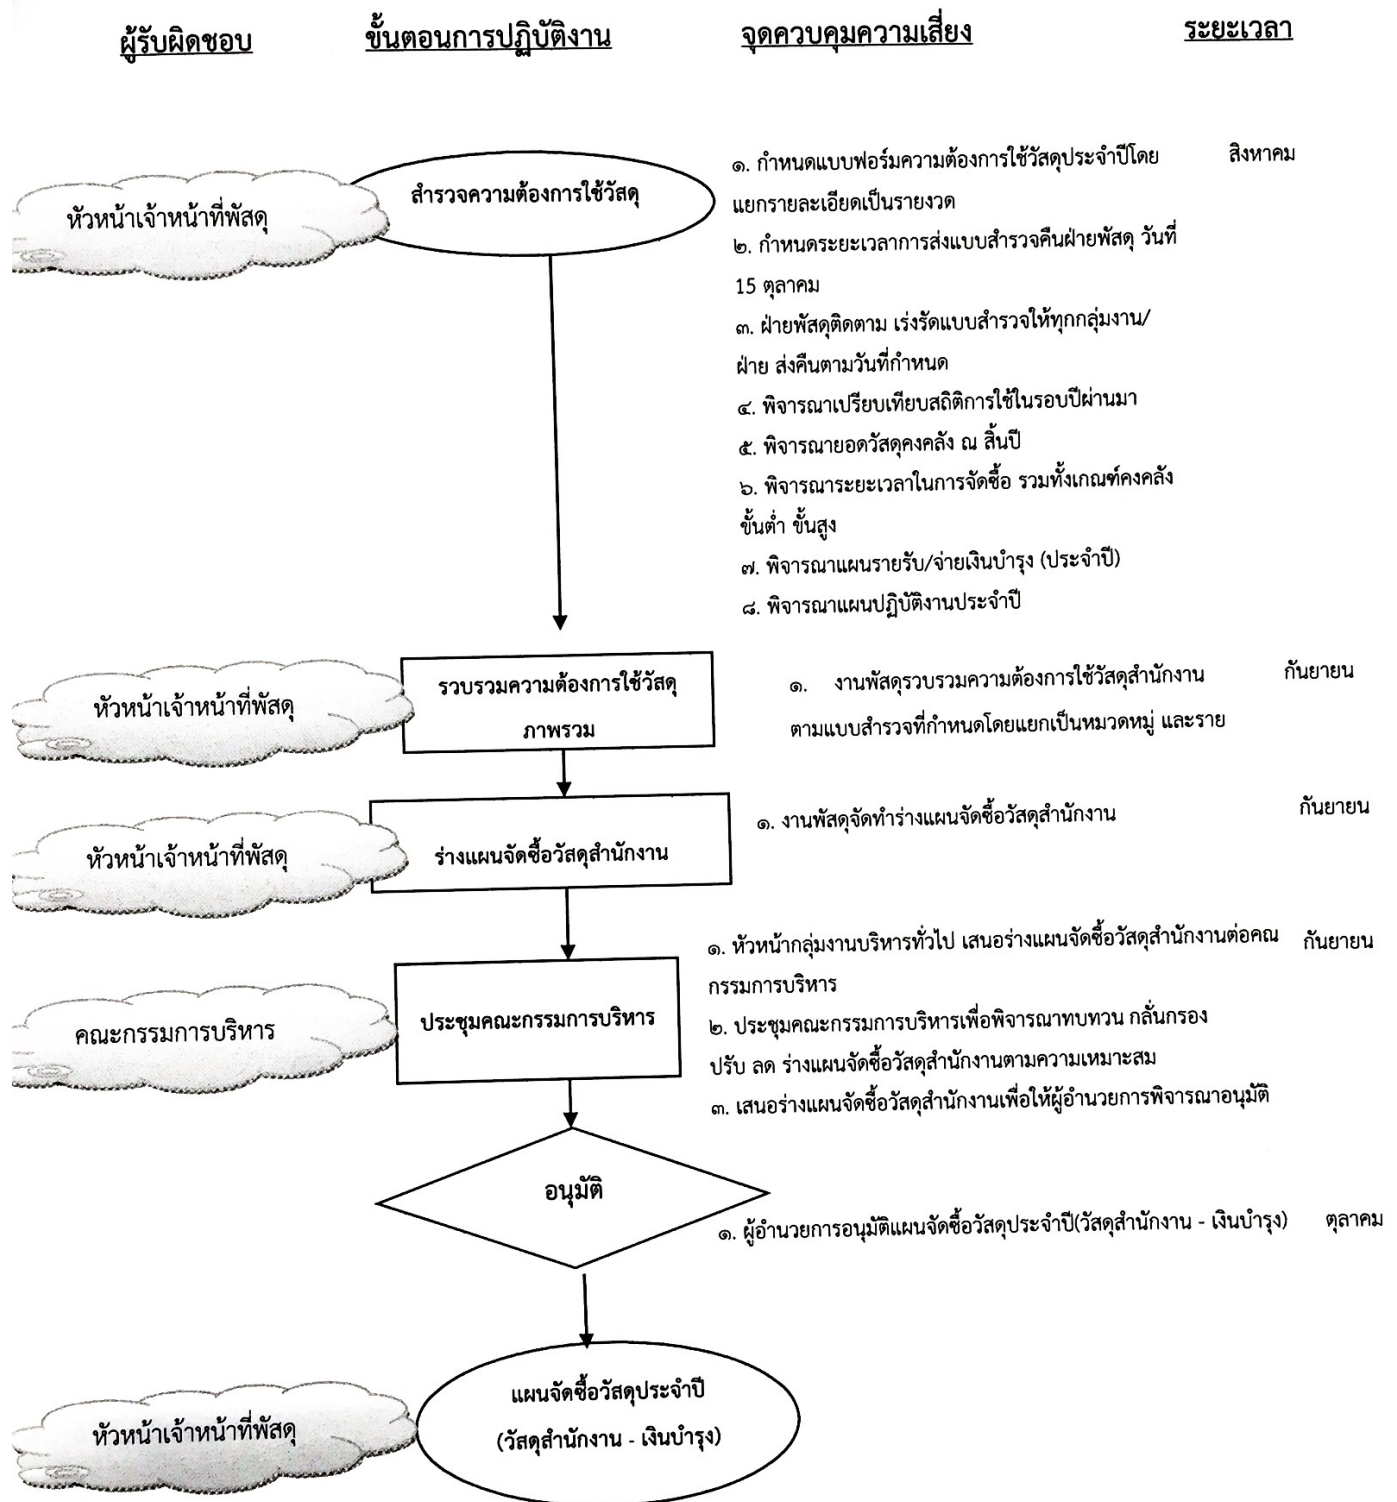 ผู้รับผิดชอบ ขั้นตอนการปฏิบัติงาน จุดควบคุมความเสี่ยง ระยะเวลา
หัวหน้าเจ้าหน้าที่พัสดุ
สำรวจความต้องการใช้วัสดุ
๑. กำหนดแบบฟอร์มความต้องการใช้วัสดุประจำปีโดย สิงหาคม
แยกรายละเอียดเป็นรายงวด
๒. กำหนดระยะเวลาการส่งแบบสำรวจคืนฝ่ายพัสดุ วันที่
15 ตุลาคม
๓. ฝ่ายพัสดุติดตาม เร่งรัดแบบสำรวจให้ทุกกลุ่มงาน/
ฝ่าย ส่งคืนตามวันที่กำหนด
๔. พิจารณาเปรียบเทียบสถิติการใช้ในรอบปีผ่านมา
๕. พิจารณายอดวัสดุคงคลัง ณ สิ้นปี
๖. พิจารณาระยะเวลาในการจัดซื้อ รวมทั้งเกณฑ์คงคลัง
ขั้นต่ำ ขั้นสูง
๗. พิจารณาแผนรายรับ/จ่ายเงินบำรุง (ประจำปี)
๘. พิจารณาแผนปฏิบัติงานประจำปี
หัวหน้าเจ้าหน้าที่พัสดุ
รวบรวมความต้องการใช้วัสดุ
ภาพรวม
๑. งานพัสดุรวบรวมความต้องการใช้วัสดุสำนักงาน กันยายน
ตามแบบสำรวจที่กำหนดโดยแยกเป็นหมวดหมู่ และราย
หัวหน้าเจ้าหน้าที่พัสดุ
ร่างแผนจัดซื้อวัสดุสำนักงาน
๑. งานพัสดุจัดทำร่างแผนจัดซื้อวัสดุสำนักงาน กันยายน
คณะกรรมการบริหาร
ประชุมคณะกรรมการบริหาร
๑. หัวหน้ากลุ่มงานบริหารทั่วไป เสนอร่างแผนจัดซื้อวัสดุสำนักงานต่อคณ กันยายน
กรรมการบริหาร
๒. ประชุมคณะกรรมการบริหารเพื่อพิจารณาทบทวน กลั่นกรอง
ปรับ ลด ร่างแผนจัดซื้อวัสดุสำนักงานตามความเหมาะสม
๓. เสนอร่างแผนจัดซื้อวัสดุสำนักงานเพื่อให้ผู้อำนวยการพิจารณาอนุมัติ
อนุมัติ
๑. ผู้อำนวยการอนุมัติแผนจัดซื้อวัสดุประจำปี(วัสดุสำนักงาน - เงินบำรุง) ตุลาคม
หัวหน้าเจ้าหน้าที่พัสดุ
แผนจัดซื้อวัสดุประจำปี
(วัสดุสำนักงาน - เงินบำรุง)